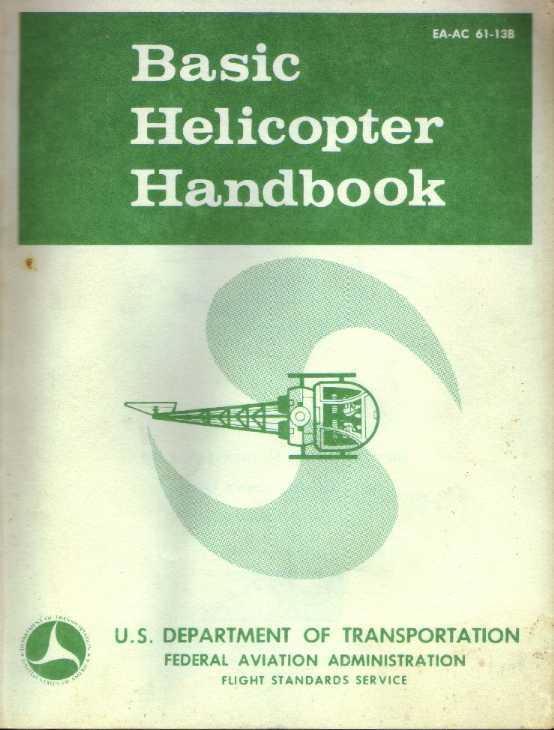 EA-AC 61-13B
Basic
Helicopter
Handbook
U.S. DEPARTMENT OF TRANSPORTATION
FEDERAL AVIATION ADMINISTRATION
FLIGHT STANDARDS SERVICE